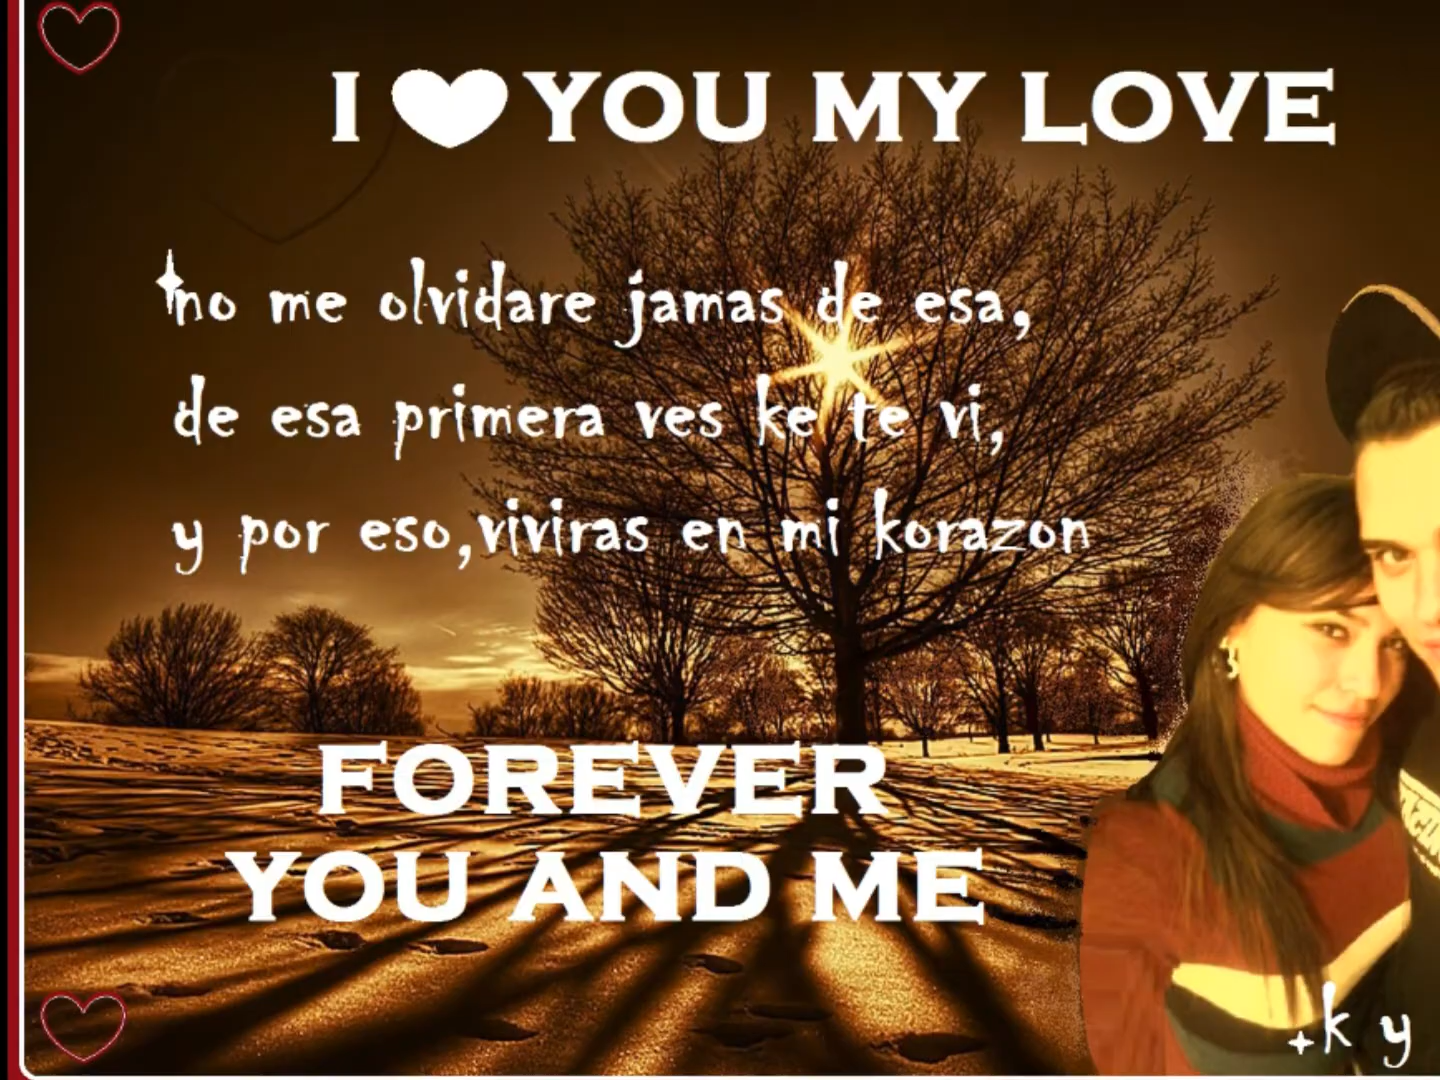 I ♥ YOU MY LOVE
no me olvidare jamas de esa,
de esa primera ves ke te vi,
y por eso,viviras en mi korazon
FOREVER
YOU AND ME
+k y